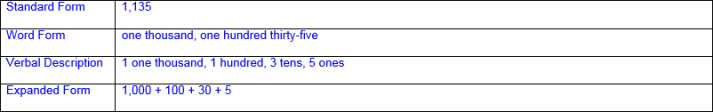 Standard Form 1,135
Word Form one thousand, one hundred thirty-five
Verbal Description 1 one thousand, 1 hundred, 3 tens, 5 ones
Expanded Form 1,000 + 100 + 30 + 5